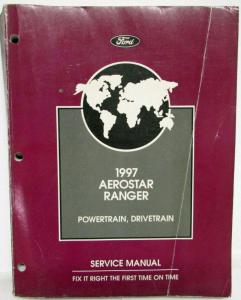 Ford
1997
AEROSTAR
RANGER
POWERTRAIN, DRIVETRAIN
SERVICE MANUAL
FIX IT RIGHT THE FIRST TIME ON TIME